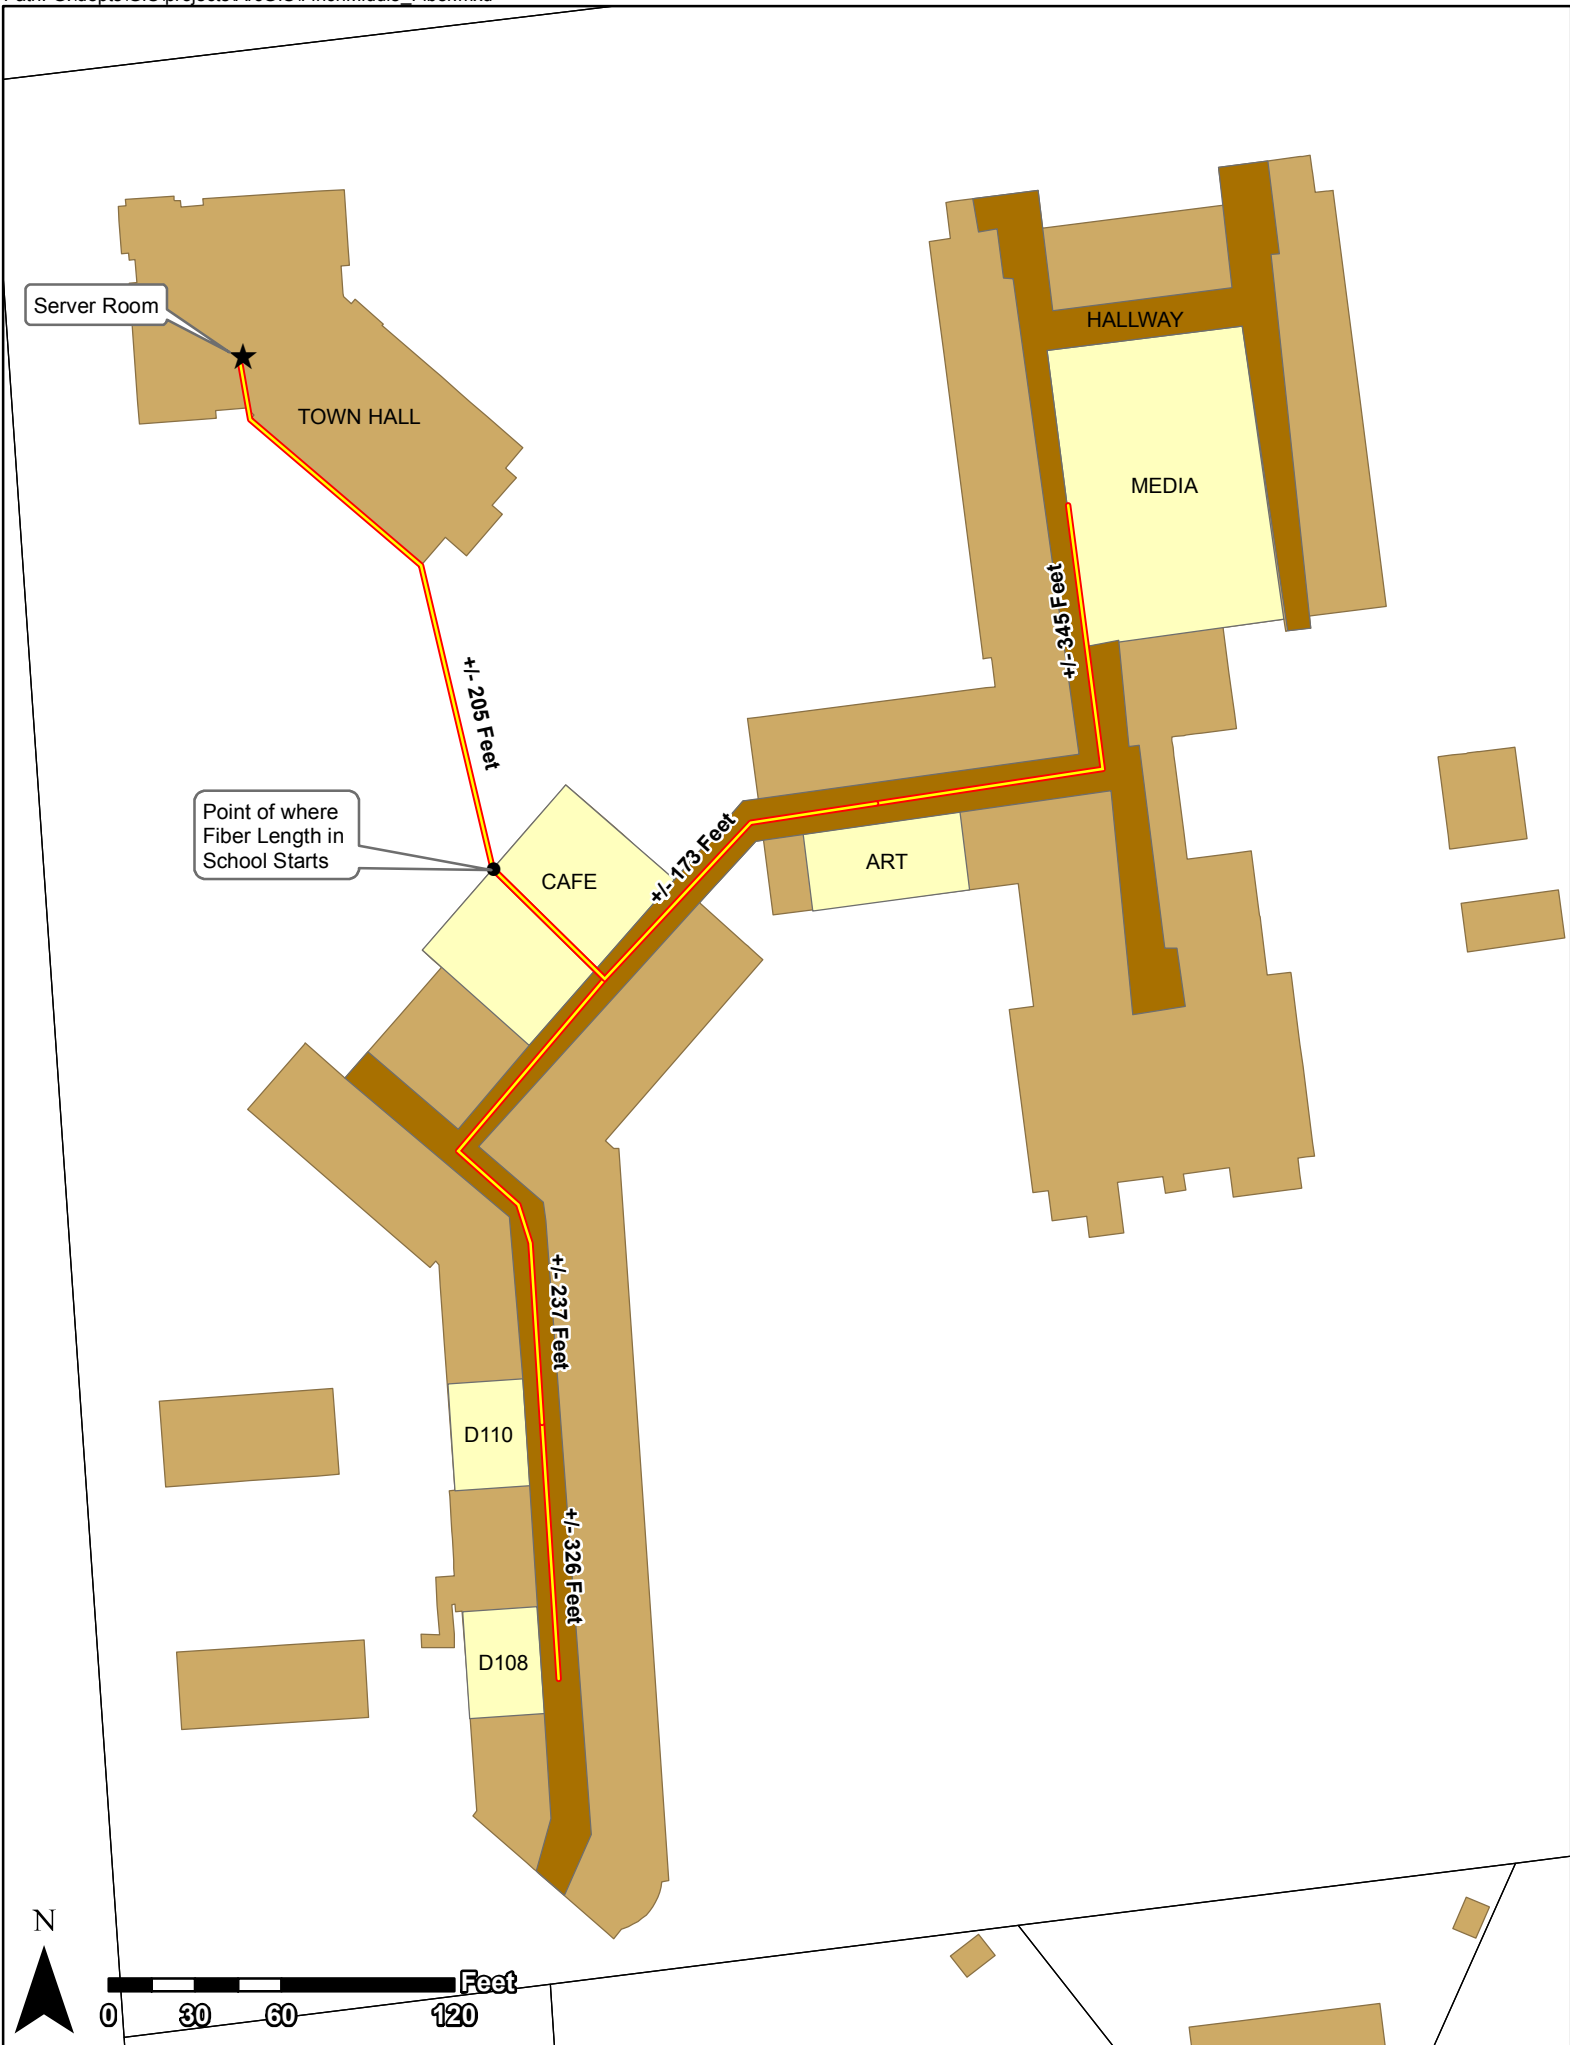 Server Room
TOWN HALL
HALLWAY
MEDIA
+/- 345 Feet
+/- 205 Feet
Point of where
Fiber Length in
School Starts
CAFE
+/- 173 Feet
ART
+/- 237 Feet
D110
+/- 326 Feet
D108
N
Feet
0 30 60 120